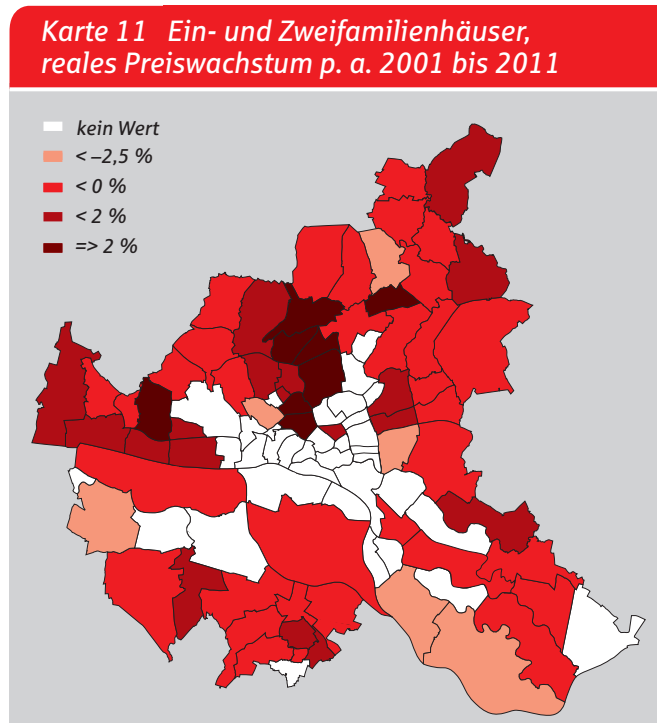 Karte 11 Ein- und Zweifamilienhäuser,
reales Preiswachstum p. a. 2001 bis 2011
kein Wert
< –2,5 %
< 0 %
< 2 %
=> 2 %